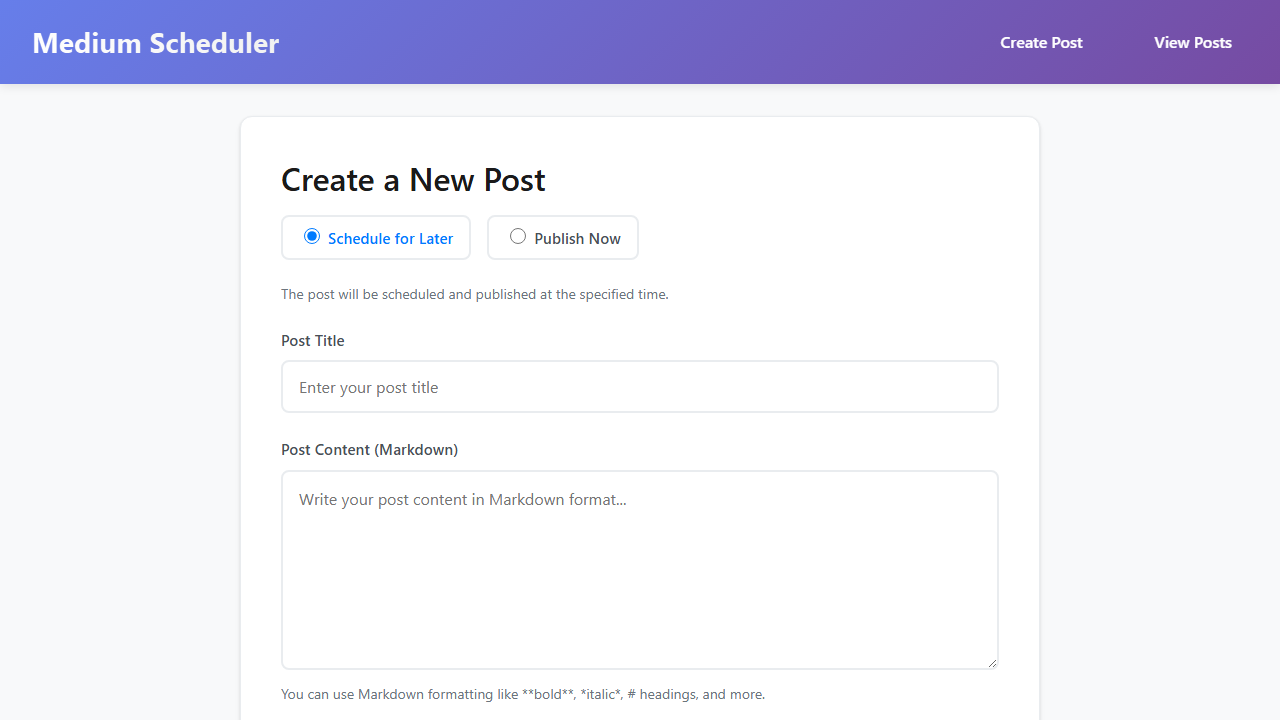 Medium Scheduler
Create Post
View Posts
Create a New Post
Schedule for Later
Publish Now
The post will be scheduled and published at the specified time.
Post Title
Enter your post title
Post Content (Markdown)
Write your post content in Markdown format...
You can use Markdown formatting like **bold**, *italic*, # headings, and more.